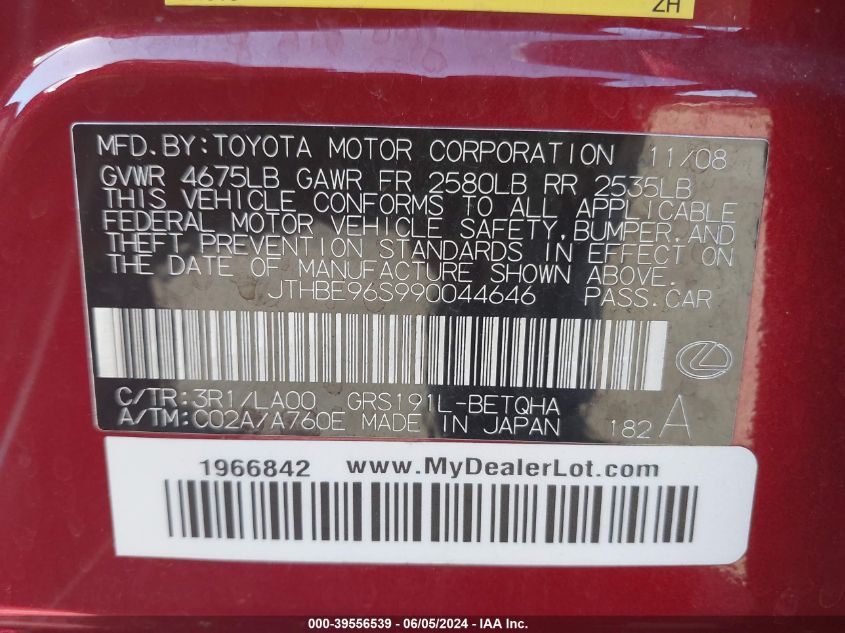 ZH
MFD.BY:TOYOTA MOTOR CORPORATION 11/08
GVWR 4675LB GAWR FR 2580LB RR 2535LB
THIS VEHICLE CONFORMS TO ALL APPLICABLE
FEDERAL MOTOR VEHICLE SAFETY,BUMPER,AND
THEFT PREVENTION STANDARDS IN EFFECT ON
THE DATE OF MANUFACTURE SHOWN ABOVE.
JTHBE96S990044646 PASS.CAR
C/TR:3R1/LA00 GRS191L-BETQHA
A/TM:C02A/A760E MADE IN JAPAN 182 A
1966842 www.MyDealerLot.com
000-39556539 / 06/05/2024 - IAA Inc.